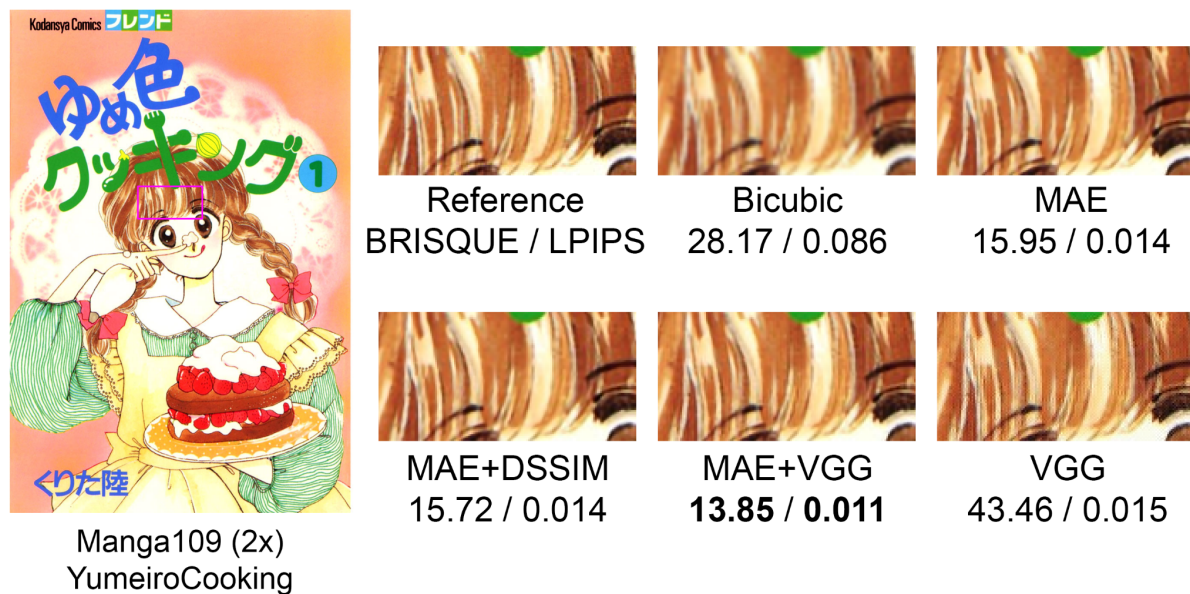 Kodansya Comics フレンド
ゆめ色
クッキング 1
くりた陸
Manga109 (2x)
YumeiroCooking
Reference
BRISQUE / LPIPS
Bicubic
28.17 / 0.086
MAE
15.95 / 0.014
MAE+DSSIM
15.72 / 0.014
MAE+VGG
13.85 / 0.011
VGG
43.46 / 0.015